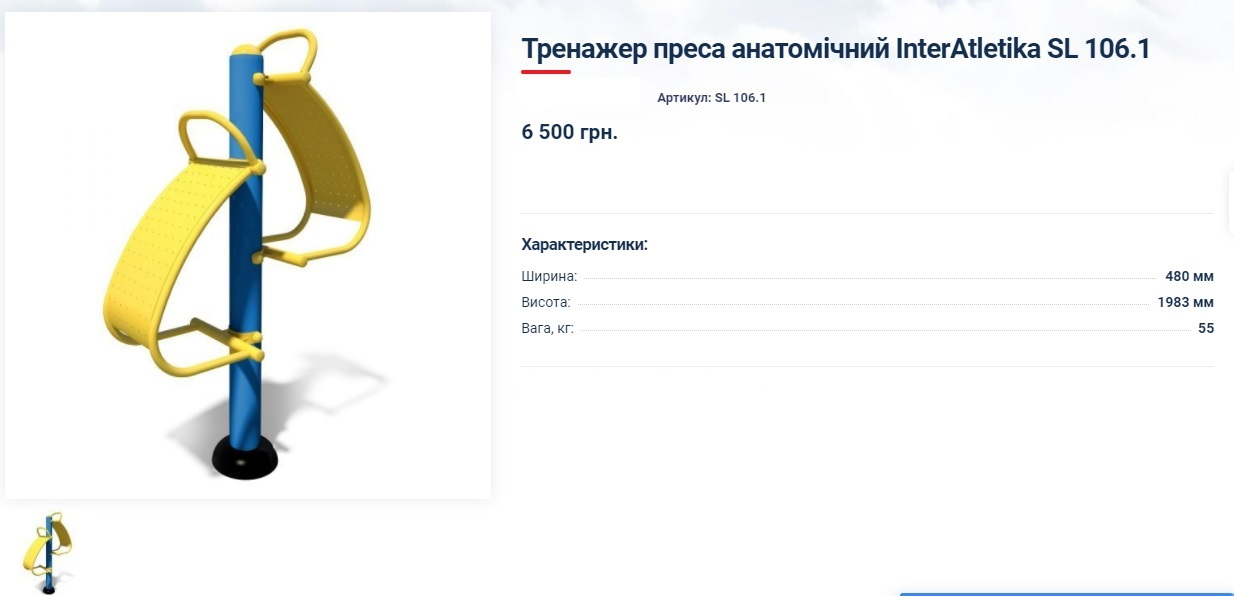 Тренажер преса анатомічний InterAtletika SL 106.1
Артикул: SL 106.1
6 500 грн.
Характеристики:
Ширина: 480 мм
Висота: 1983 мм
Вага, кг: 55